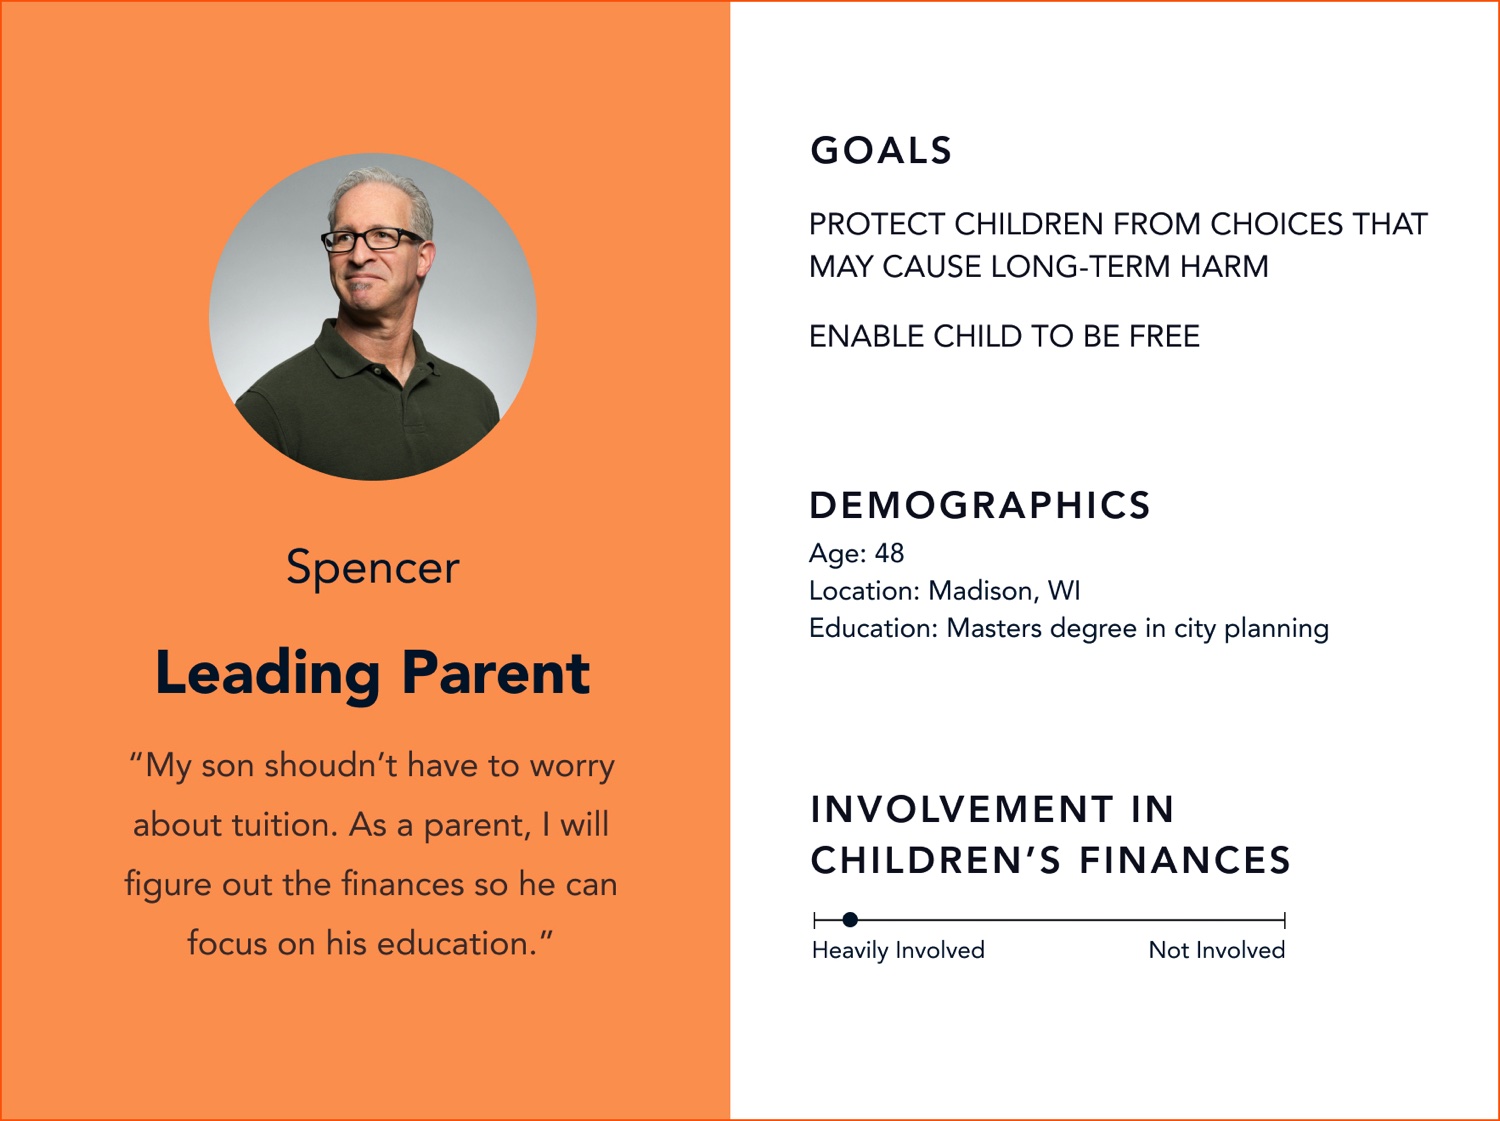 Spencer
Leading Parent
“My son shoudn’t have to worry
about tuition. As a parent, I will
figure out the finances so he can
focus on his education.”
GOALS
PROTECT CHILDREN FROM CHOICES THAT
MAY CAUSE LONG-TERM HARM
ENABLE CHILD TO BE FREE
DEMOGRAPHICS
Age: 48
Location: Madison, WI
Education: Masters degree in city planning
INVOLVEMENT IN
CHILDREN’S FINANCES
Heavily Involved
Not Involved